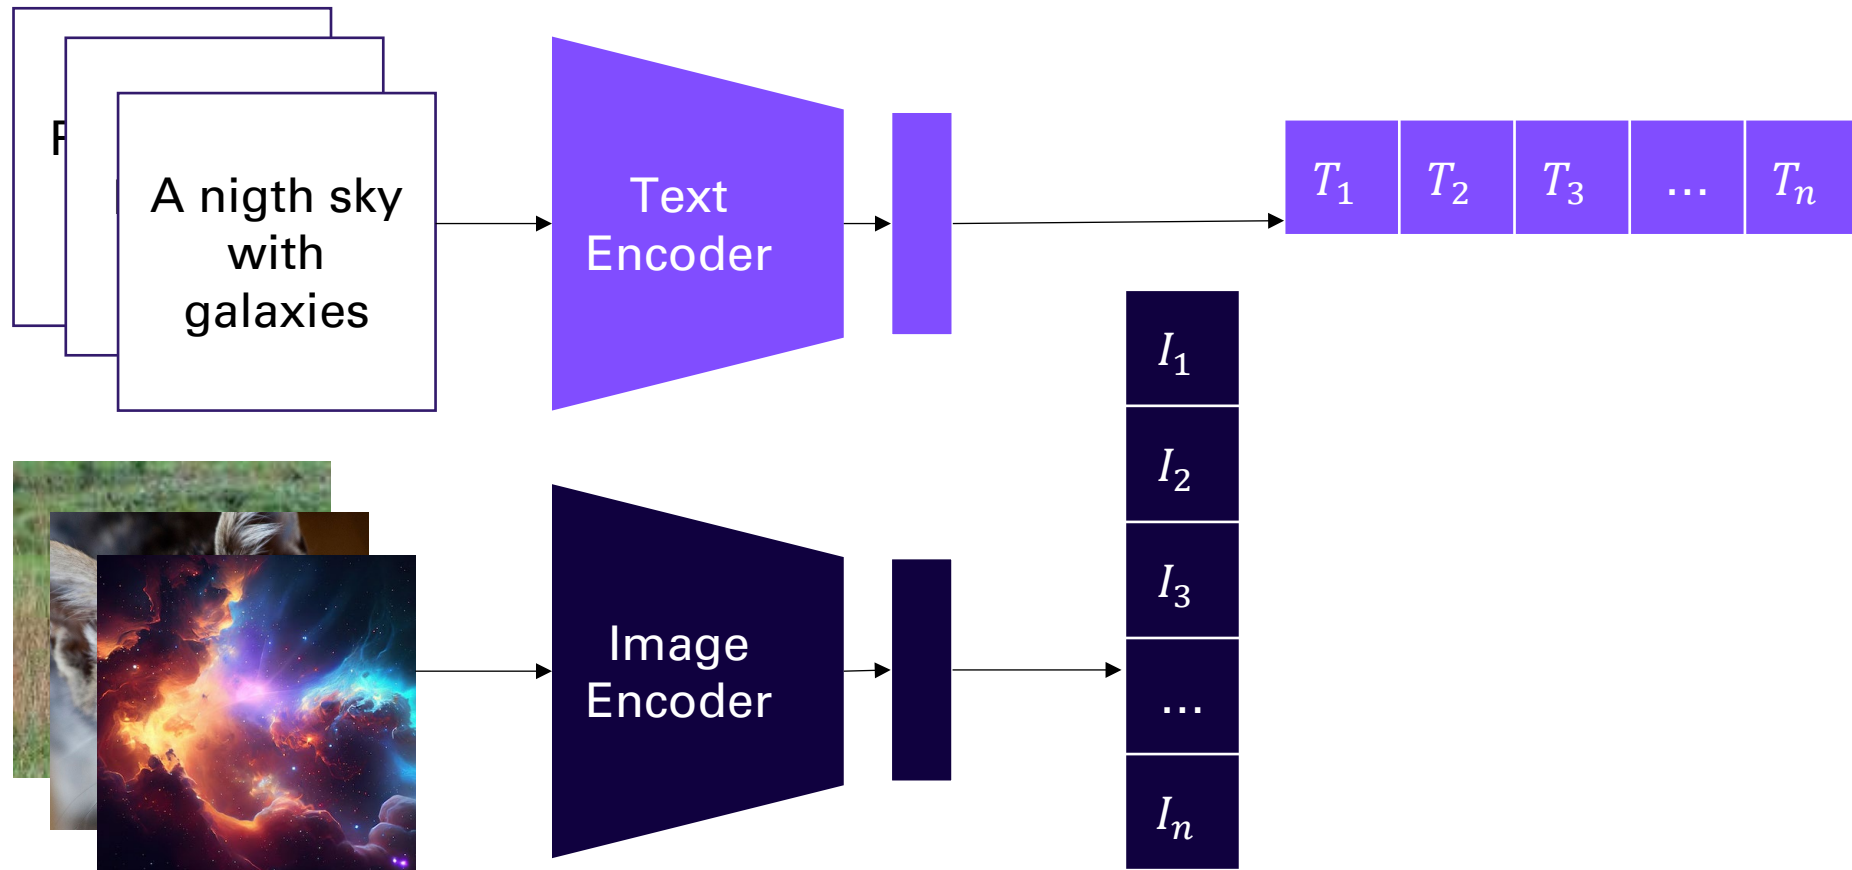 A nigth sky
with
galaxies
Text
Encoder
T₁ T₂ T₃ ... Tₙ
Image
Encoder
I₁
I₂
I₃
...
Iₙ